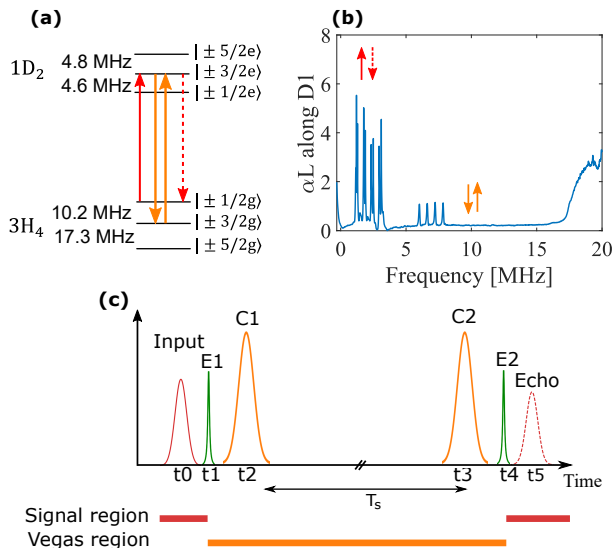 (a)
1D₂
4.8 MHz
4.6 MHz
| ± 5/2e⟩
| ± 3/2e⟩
| ± 1/2e⟩
3H₄
10.2 MHz
17.3 MHz
| ± 1/2g⟩
| ± 3/2g⟩
| ± 5/2g⟩
(b)
αL along D1
8
6
4
2
0
0 5 10 15 20
Frequency [MHz]
(c)
Input
E1
C1
C2
E2
Echo
t0 t1 t2 t3 t4 t5
Time
Tₛ
Signal region
Vegas region